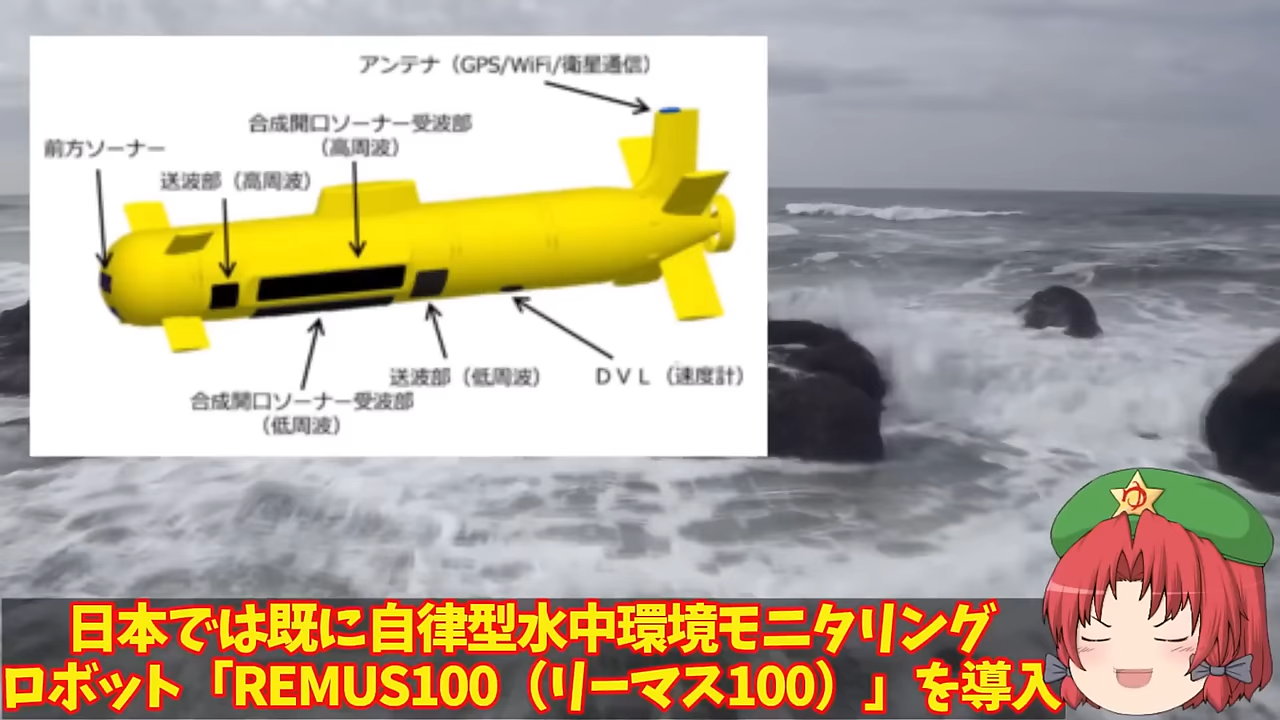 アンテナ（GPS/WiFi/衛星通信）
合成開口ソーナー受波部
（高周波）
前方ソーナー
送波部（高周波）
送波部（低周波）
ＤＶＬ（速度計）
合成開口ソーナー受波部
（低周波）
ゆ
日本では既に自律型水中環境モニタリング
ロボット「REMUS100（リーマス100）」を導入